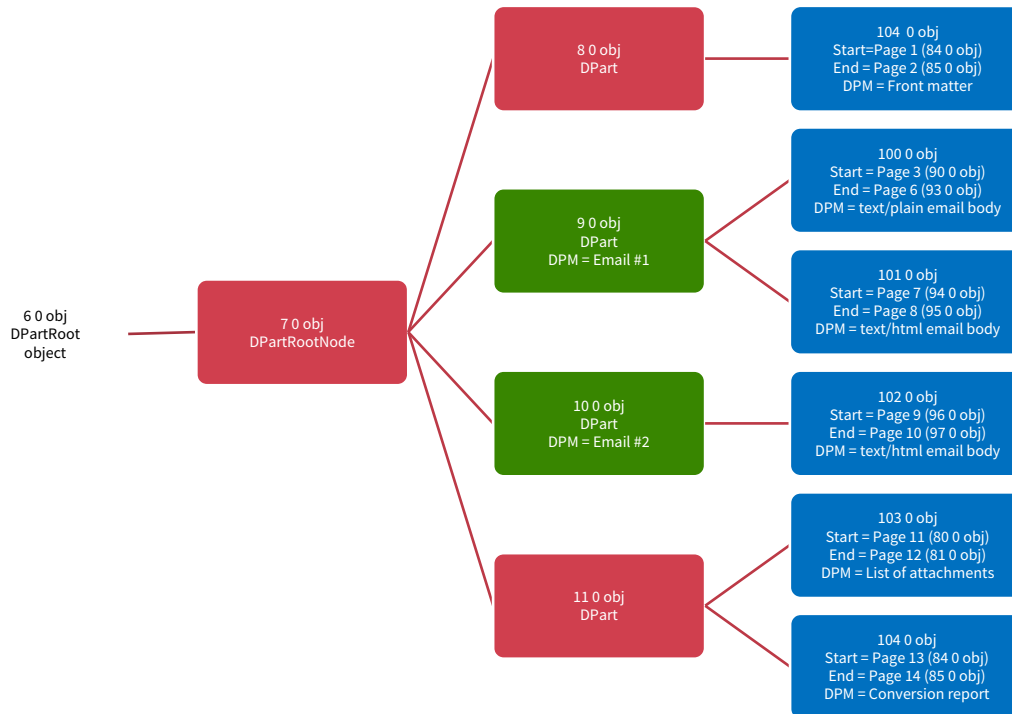 6 0 obj
DPartRoot
object
7 0 obj
DPartRootNode
8 0 obj
DPart
104  0 obj
Start=Page 1 (84 0 obj)
End = Page 2 (85 0 obj)
DPM = Front matter
9 0 obj
DPart
DPM = Email #1
100 0 obj
Start = Page 3 (90 0 obj)
End = Page 6 (93 0 obj)
DPM = text/plain email body
101 0 obj
Start = Page 7 (94 0 obj)
End = Page 8 (95 0 obj)
DPM = text/html email body
10 0 obj
DPart
DPM = Email #2
102 0 obj
Start = Page 9 (96 0 obj)
End = Page 10 (97 0 obj)
DPM = text/html email body
11 0 obj
DPart
103 0 obj
Start = Page 11 (80 0 obj)
End = Page 12 (81 0 obj)
DPM = List of attachments
104 0 obj
Start = Page 13 (84 0 obj)
End = Page 14 (85 0 obj)
DPM = Conversion report